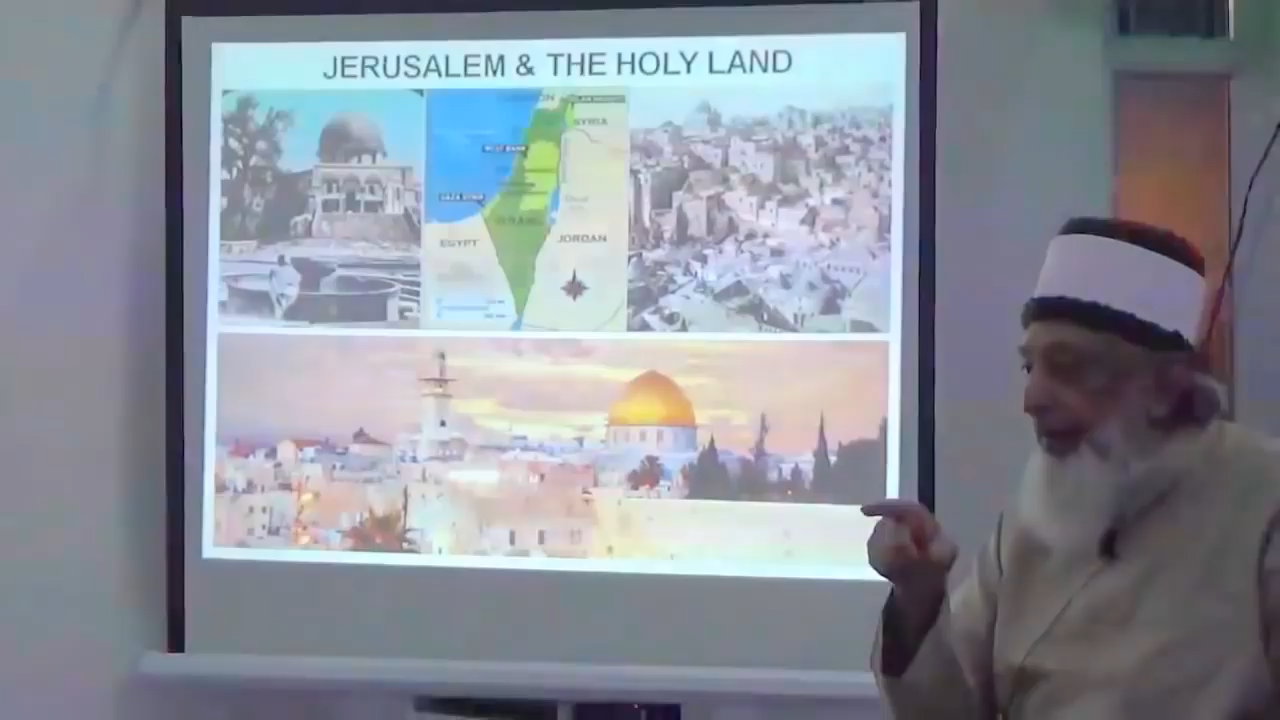 JERUSALEM & THE HOLY LAND
SYRIA
WEST BANK
GAZA STRIP
ISRAEL
EGYPT
JORDAN